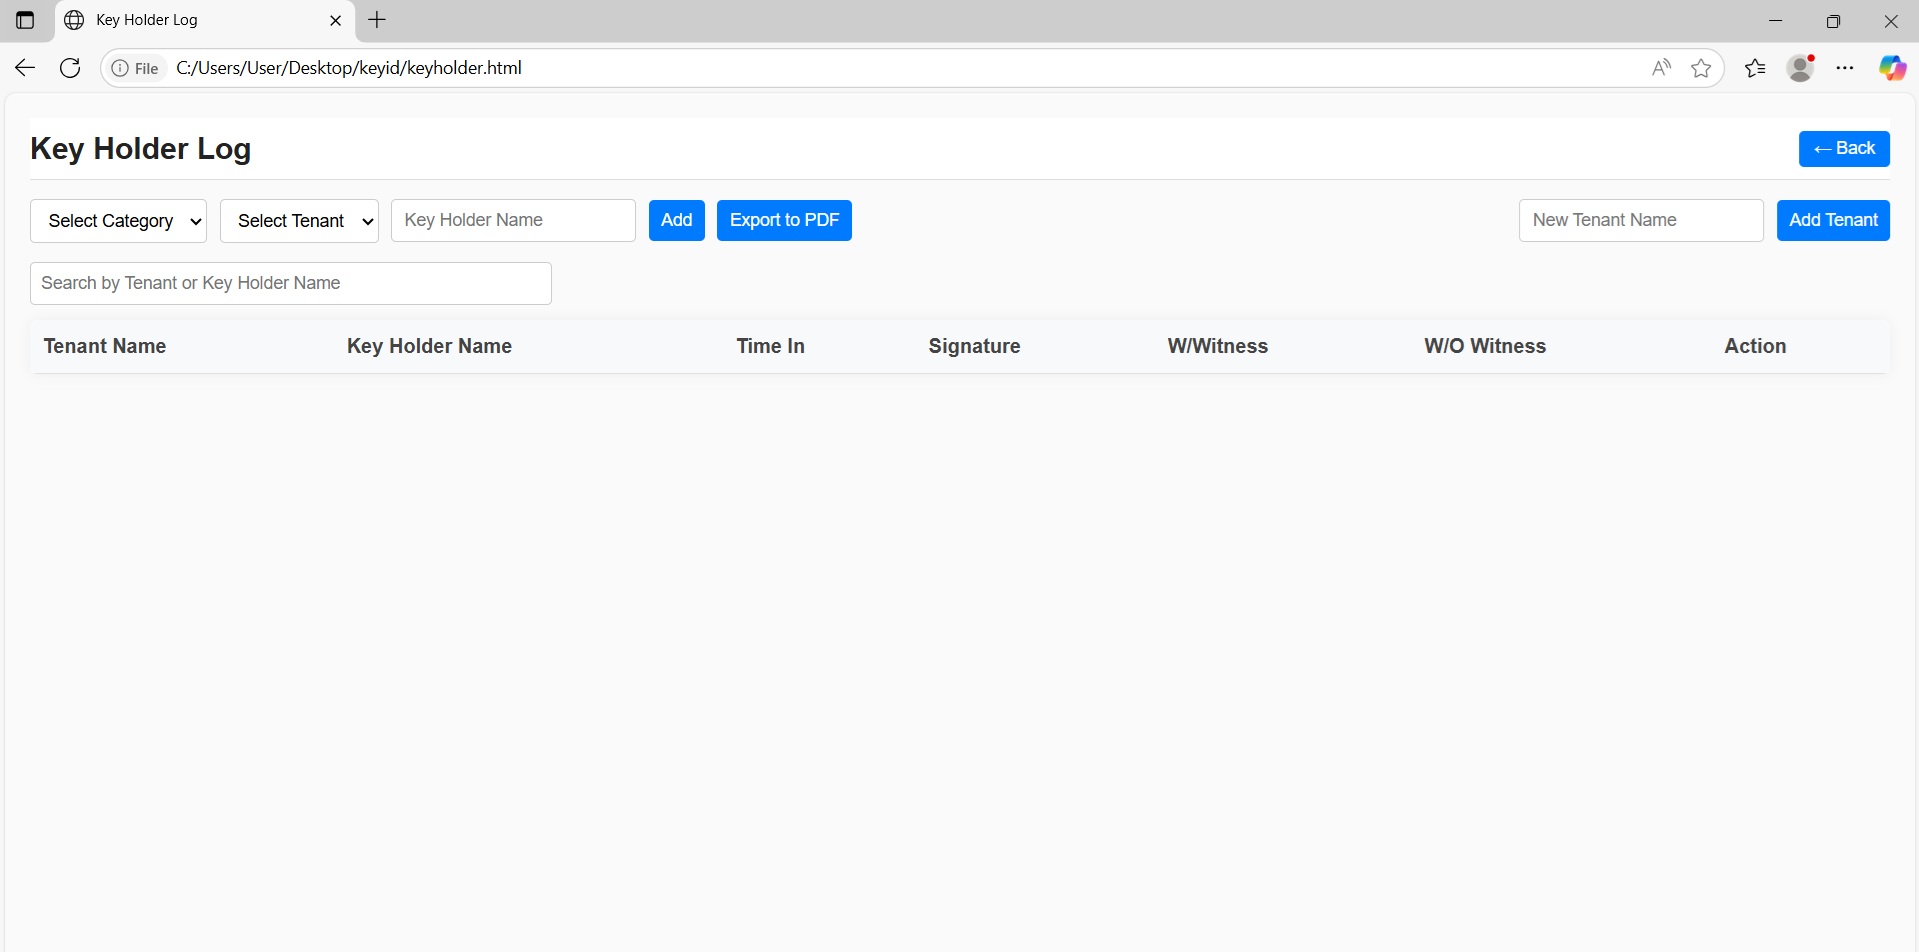 Key Holder Log
File C:/Users/User/Desktop/keyid/keyholder.html
Key Holder Log
← Back
Select Category Select Tenant Key Holder Name Add Export to PDF New Tenant Name Add Tenant
Search by Tenant or Key Holder Name
Tenant Name Key Holder Name Time In Signature W/Witness W/O Witness Action